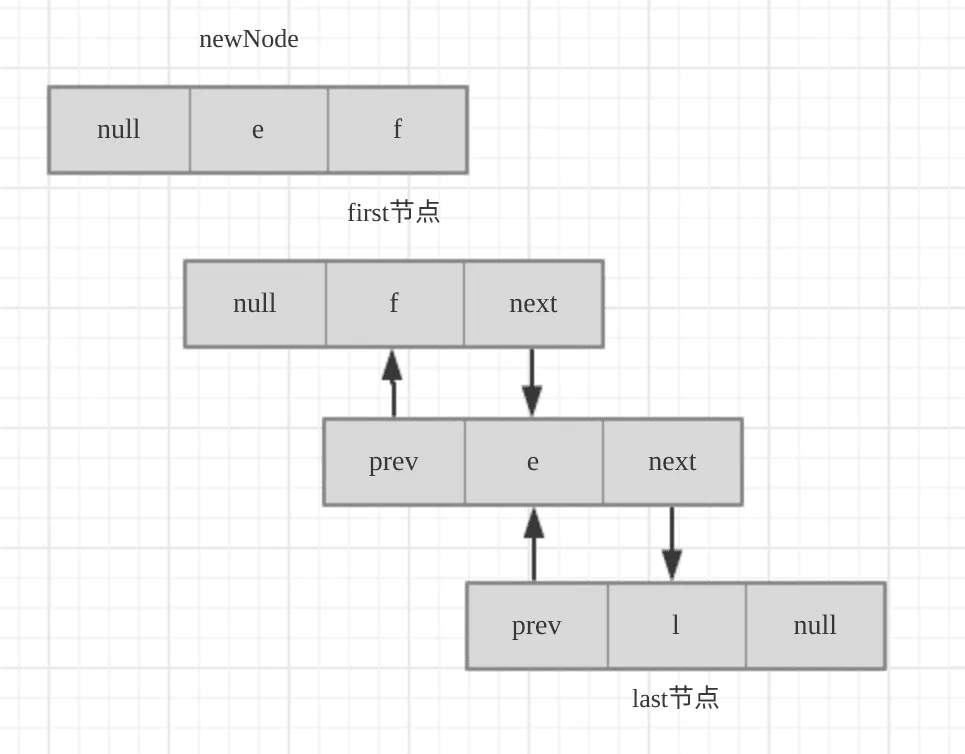 newNode
null e f
first节点
null f next
prev e next
prev l null
last节点